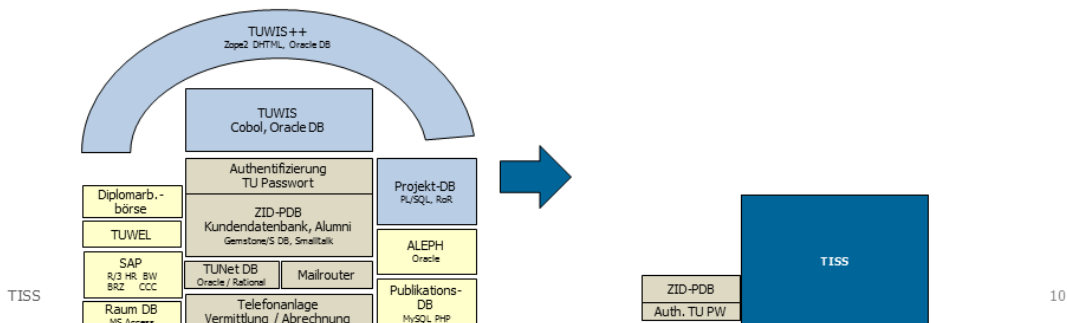 TUWIS++
Zope2 DHTML, Oracle DB
TUWIS
Cobol, Oracle DB
Authentifizierung
TU Passwort
Projekt-DB
PL/SQL, RoR
Diplomarb.-
börse
ZID-PDB
Kundendatenbank, Alumni
Gemstone/S DB, Smalltalk
TUWEL
ALEPH
Oracle
SAP
R/3 HR BW
BRZ CCC
TUNet DB
Oracle / Rational
Mailrouter
Publikations-
DB
MySQL PHP
Raum DB
MS Access
Telefonanlage
Vermittlung / Abrechnung
TISS
ZID-PDB
Auth. TU PW
TISS
10